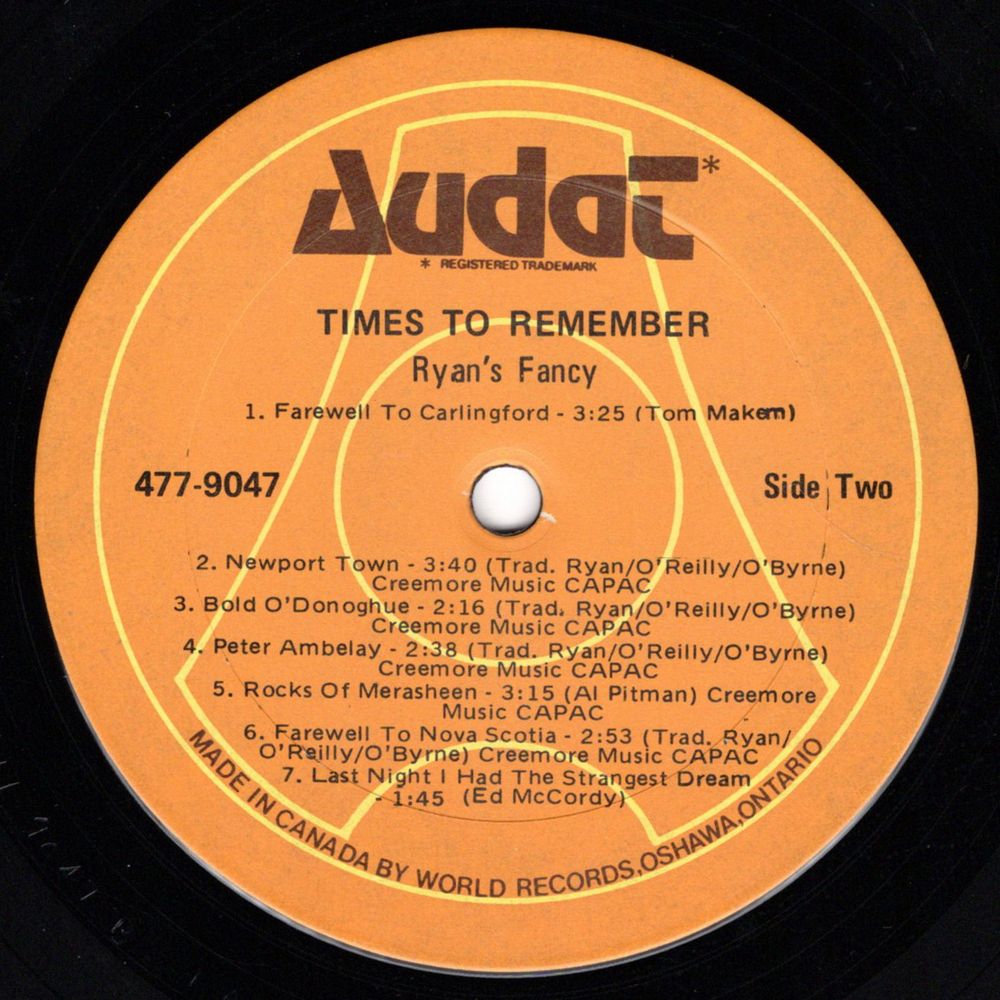 Audat*
* REGISTERED TRADEMARK
TIMES TO REMEMBER
Ryan's Fancy
1. Farewell To Carlingford - 3:25 (Tom Makem)
477-9047
Side Two
2. Newport Town - 3:40 (Trad. Ryan/O'Reilly/O'Byrne)
Creemore Music CAPAC
3. Bold O'Donoghue - 2:16 (Trad. Ryan/O'Reilly/O'Byrne)
Creemore Music CAPAC
4. Peter Ambelay - 2:38 (Trad. Ryan/O'Reilly/O'Byrne)
Creemore Music CAPAC
5. Rocks Of Merasheen - 3:15 (Al Pitman) Creemore
Music CAPAC
6. Farewell To Nova Scotia - 2:53 (Trad. Ryan/
O'Reilly/O'Byrne) Creemore Music CAPAC
7. Last Night I Had The Strangest Dream
- 1:45 (Ed McCordy)
MADE IN CANADA BY WORLD RECORDS, OSHAWA, ONTARIO